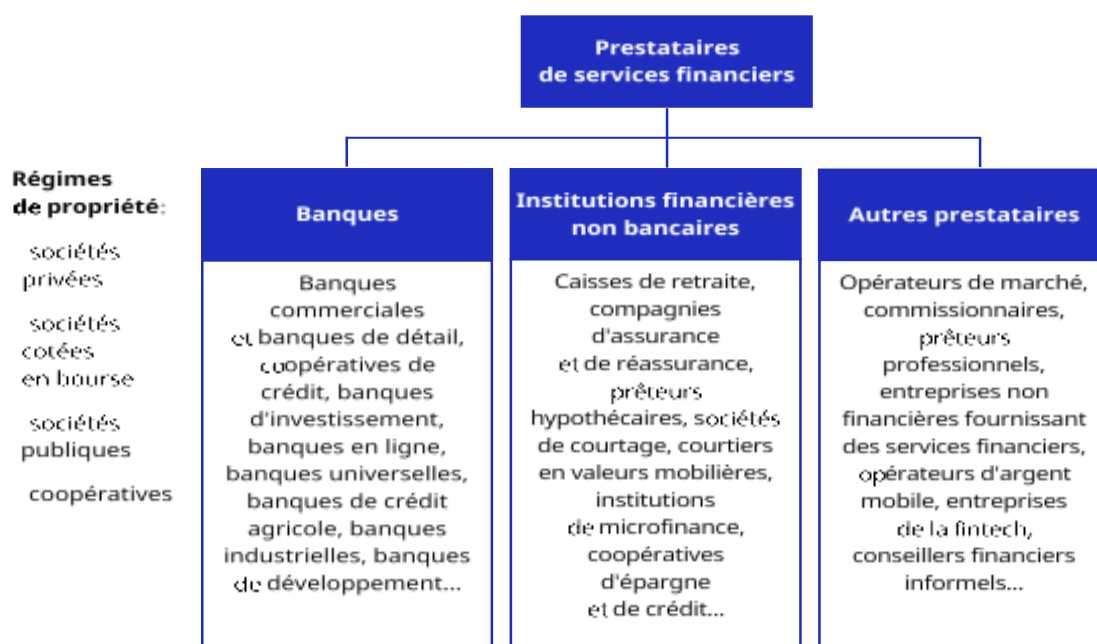 Prestataires
de services financiers
Régimes
de propriété:
sociétés
privées
sociétés
cotées
en bourse
sociétés
publiques
coopératives
Banques
Banques
commerciales
et banques de détail,
coopératives de
crédit, banques
d'investissement,
banques en ligne,
banques universelles,
banques de crédit
agricole, banques
industrielles, banques
de développement...
Institutions financières
non bancaires
Caisses de retraite,
compagnies
d'assurance
et de réassurance,
prêteurs
hypothécaires, sociétés
de courtage, courtiers
en valeurs mobilières,
institutions
de microfinance,
coopératives
d'épargne
et de crédit...
Autres prestataires
Opérateurs de marché,
commissionnaires,
prêteurs
professionnels,
entreprises non
financières fournissant
des services financiers,
opérateurs d'argent
mobile, entreprises
de la fintech,
conseillers financiers
informels...